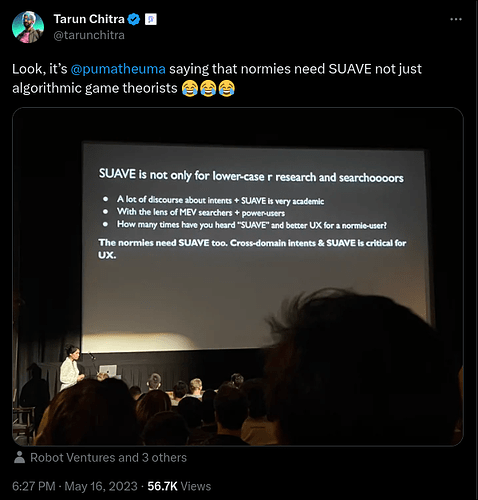 Tarun Chitra
@tarunchitra
Look, it's @pumatheuma saying that normies need SUAVE not just
algorithmic game theorists 😂😂😂
SUAVE is not only for lower-case r research and searchoooors
• A lot of discourse about intents + SUAVE is very academic
• With the lens of MEV searchers + power-users
• How many times have you heard "SUAVE" and better UX for a normie-user?
The normies need SUAVE too. Cross-domain intents & SUAVE is critical for
UX.
Robot Ventures and 3 others
6:27 PM · May 16, 2023 · 56.7K Views